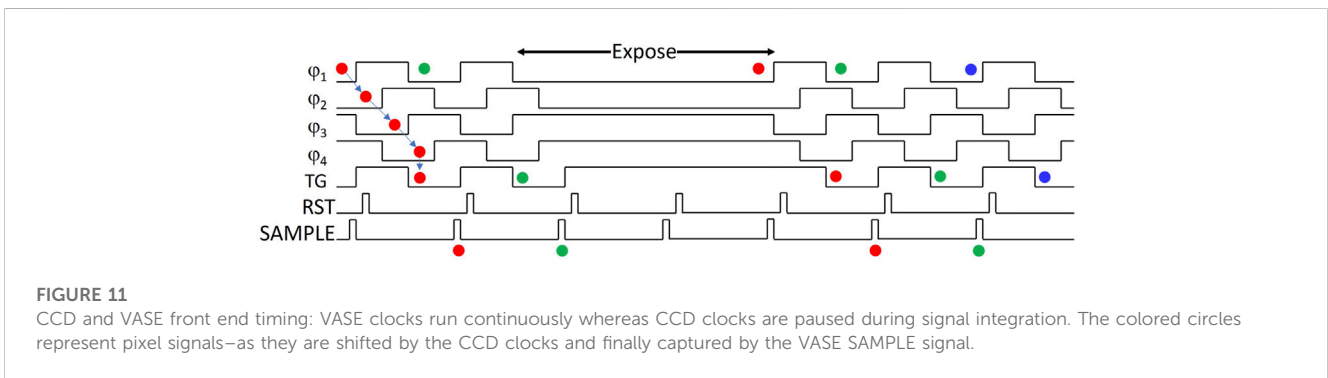 Expose
φ1
φ2
φ3
φ4
TG
RST
SAMPLE
FIGURE 11
CCD and VASE front end timing: VASE clocks run continuously whereas CCD clocks are paused during signal integration. The colored circles
represent pixel signals–as they are shifted by the CCD clocks and finally captured by the VASE SAMPLE signal.